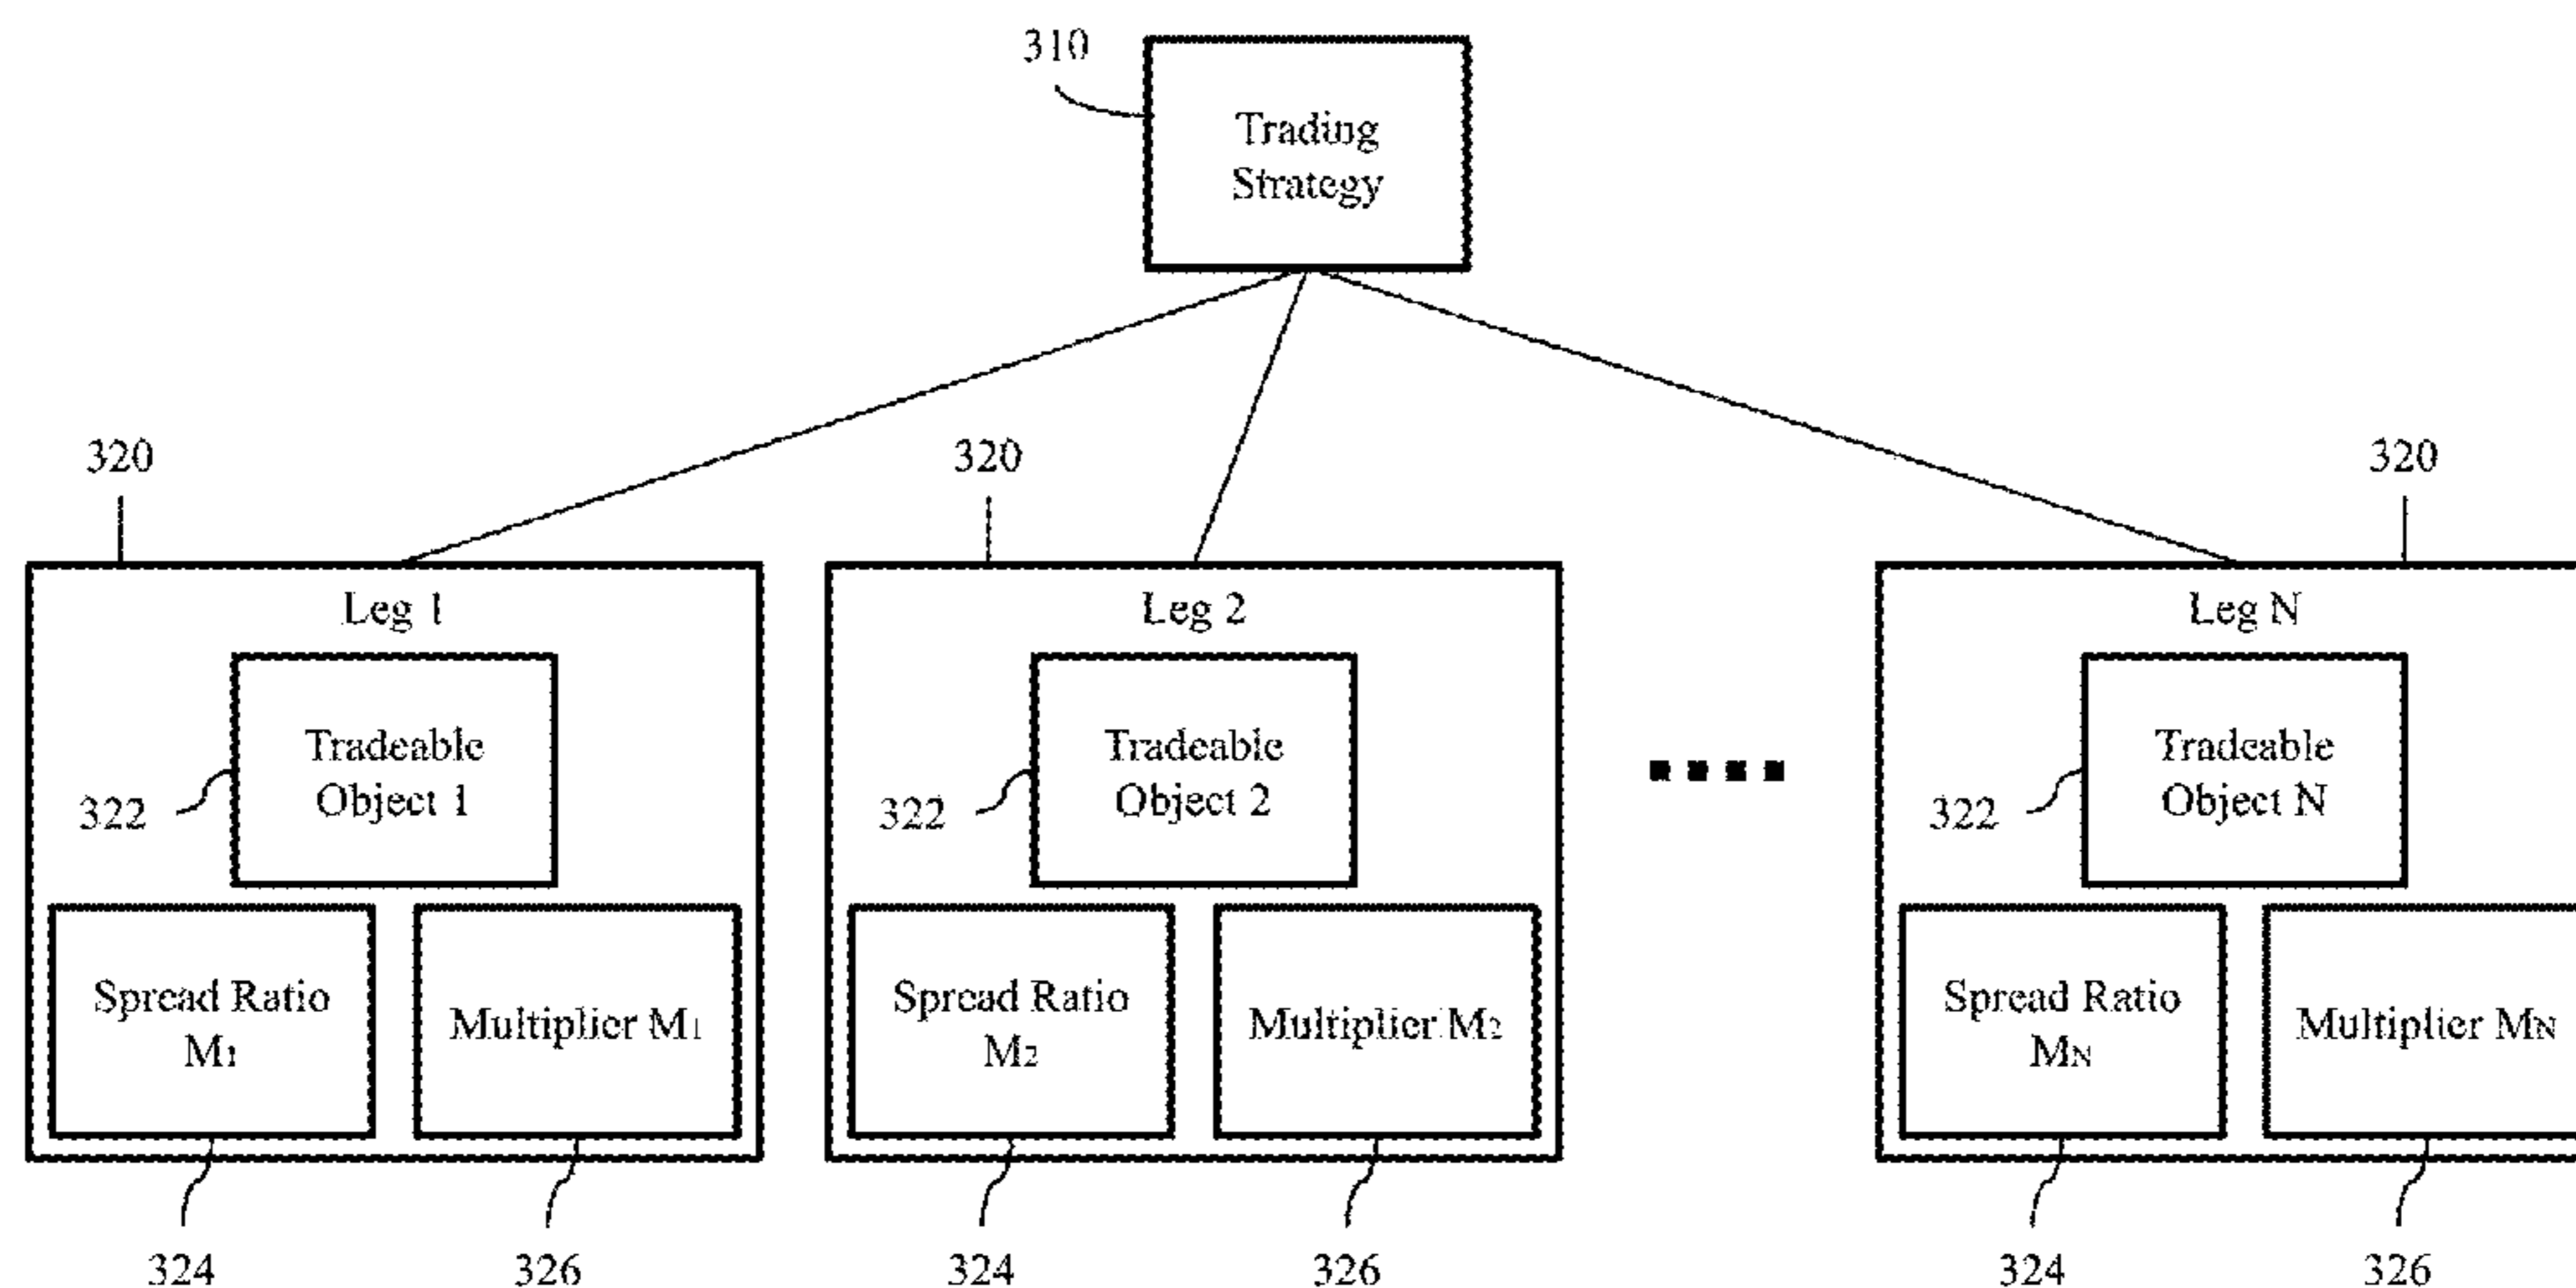 310
Trading
Strategy
320
320
320
Leg 1
Leg 2
Leg N
Tradeable
Object 1
322
Tradeable
Object 2
322
Tradeable
Object N
322
Spread Ratio
M1
Multiplier M1
Spread Ratio
M2
Multiplier M2
Spread Ratio
MN
Multiplier MN
324
326
324
326
324
326